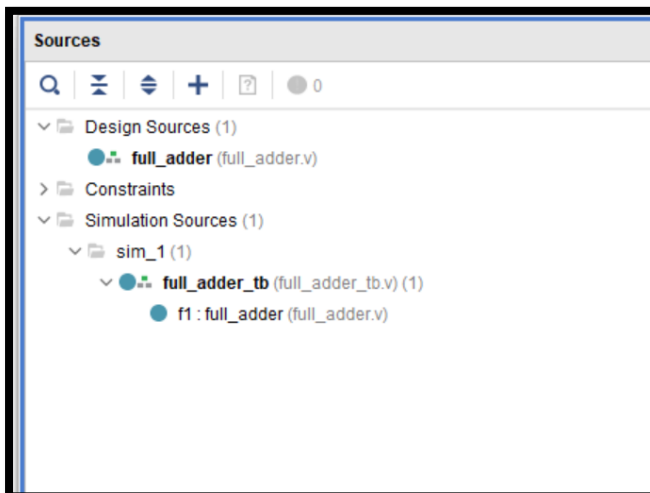 Sources
0
Design Sources (1)
full_adder (full_adder.v)
Constraints
Simulation Sources (1)
sim_1 (1)
full_adder_tb (full_adder_tb.v) (1)
f1 : full_adder (full_adder.v)